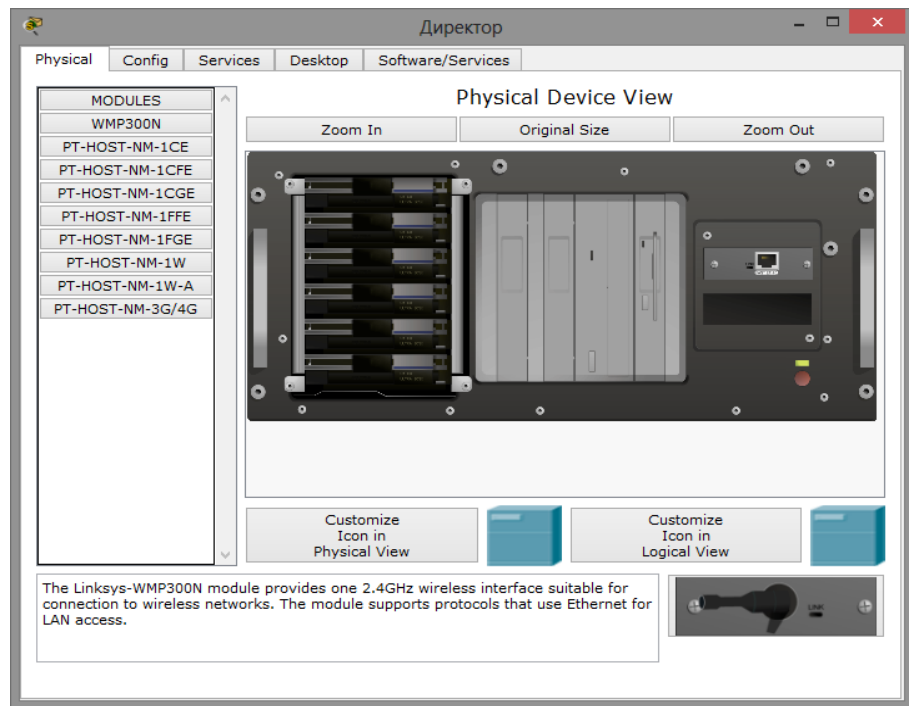 Директор
Physical Config Services Desktop Software/Services
MODULES
WMP300N
PT-HOST-NM-1CE
PT-HOST-NM-1CFE
PT-HOST-NM-1CGE
PT-HOST-NM-1FFE
PT-HOST-NM-1FGE
PT-HOST-NM-1W
PT-HOST-NM-1W-A
PT-HOST-NM-3G/4G
Physical Device View
Zoom In Original Size Zoom Out
Customize
Icon in
Physical View
Customize
Icon in
Logical View
The Linksys-WMP300N module provides one 2.4GHz wireless interface suitable for
connection to wireless networks. The module supports protocols that use Ethernet for
LAN access.
LINK